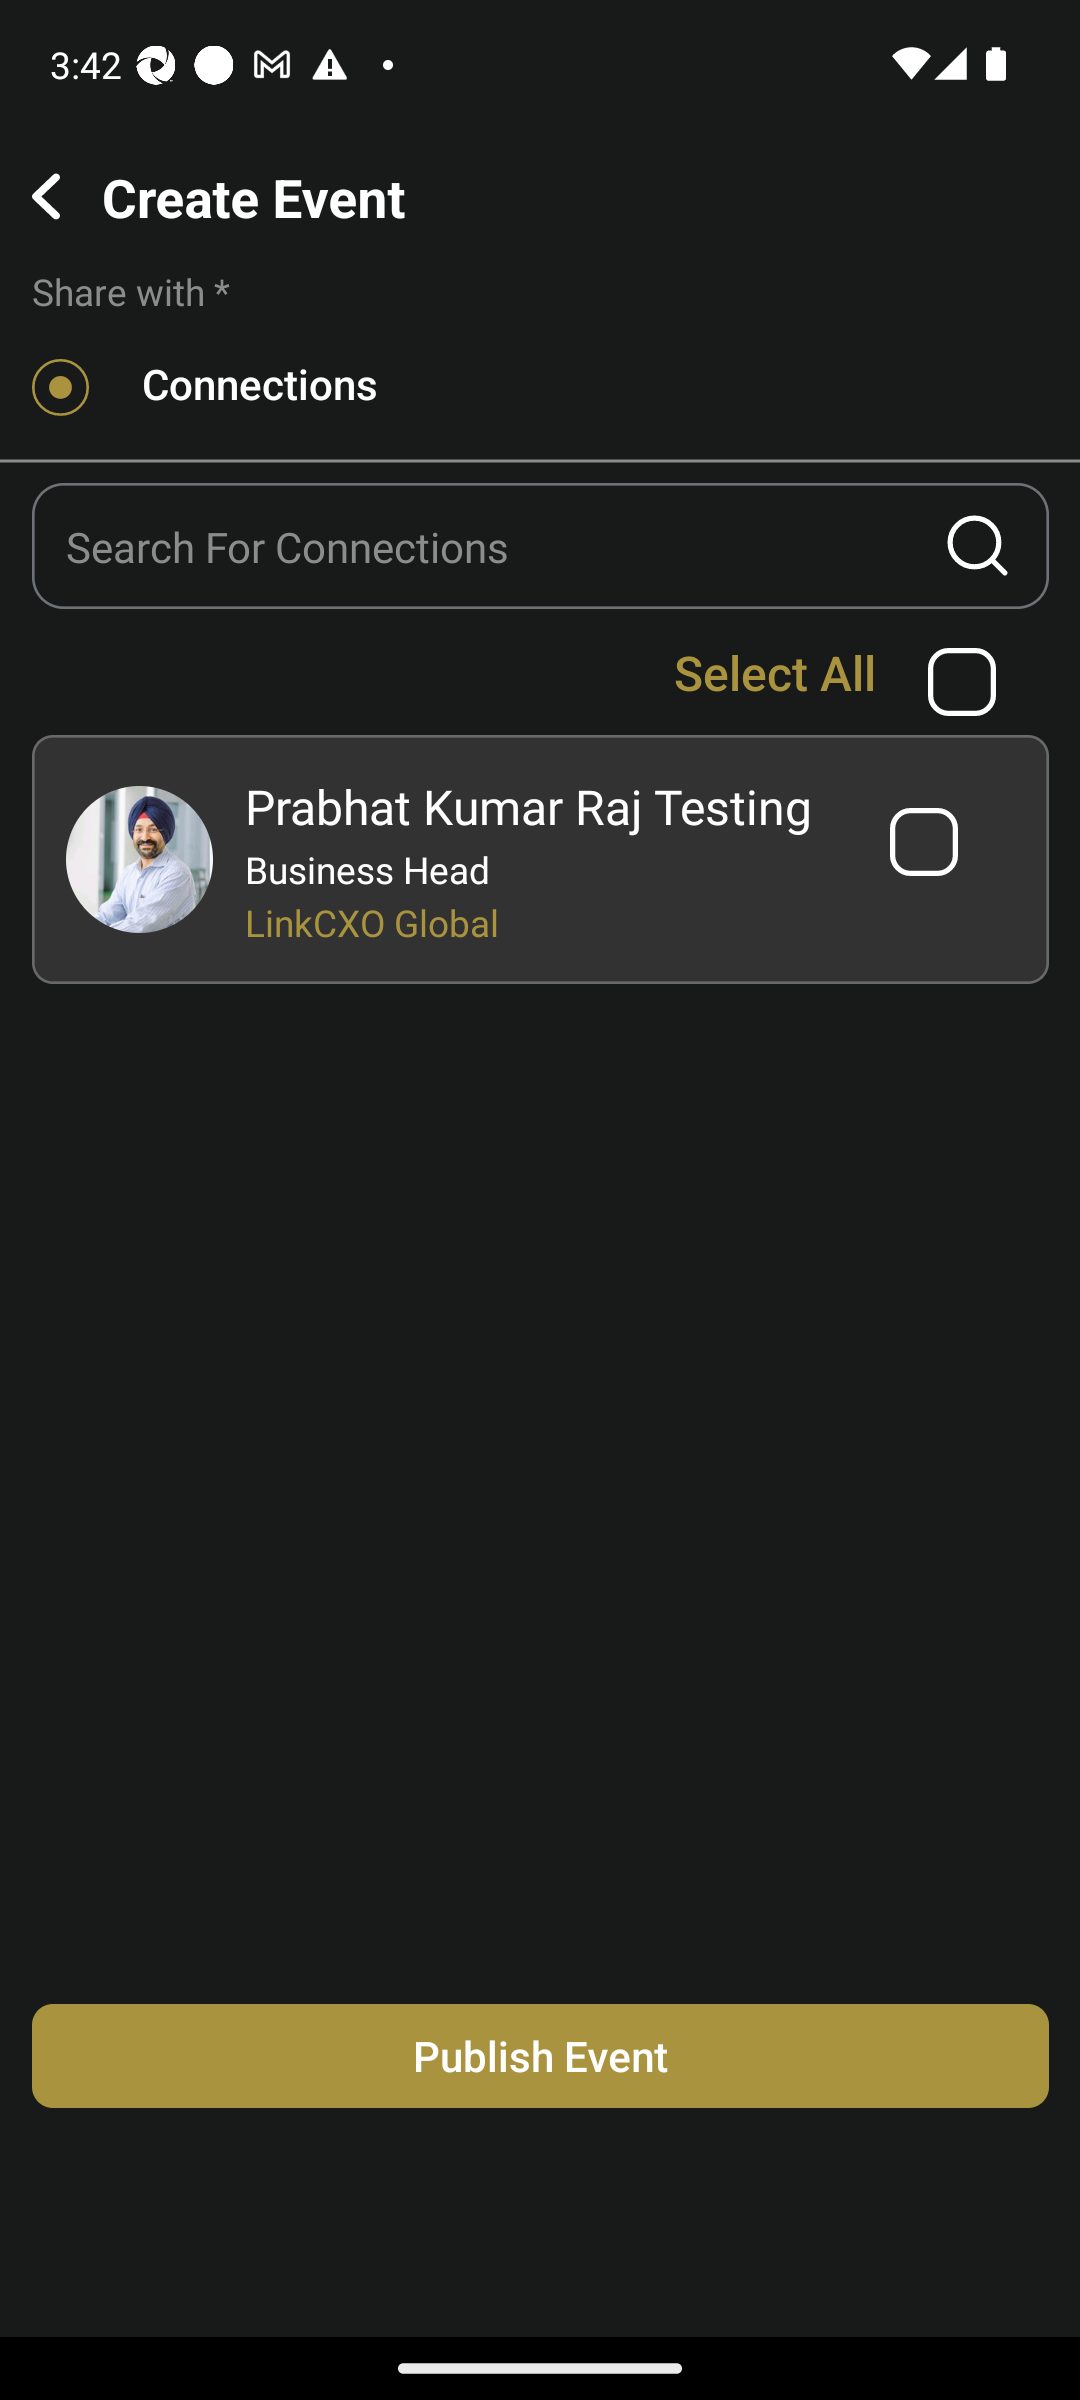 3:42
Create Event
Share with *
Connections
Search For Connections
Select All
Prabhat Kumar Raj Testing
Business Head
LinkCXO Global
Publish Event